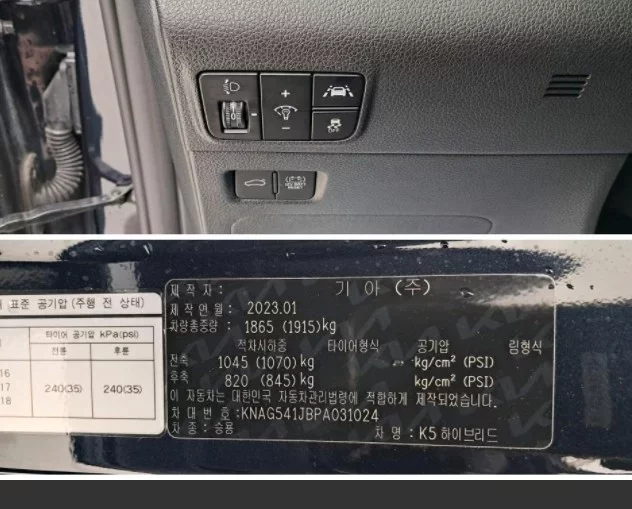 OFF
표준 공기압 (주행 전 상태)
타이어 공기압 kPa(psi)
전륜 후륜
16
17
18
240(35) 240(35)
제 작 자 : 기 아 (주)
제 작 연 월 : 2023.01
차량총중량 : 1865 (1915)kg
적차시하중 타이어형식 공기압 림형식
전축 1045 (1070)kg kg/cm² (PSI)
후축 820 (845)kg kg/cm² (PSI)
이 자동차는 대한민국 자동차관리법령에 적합하게 제작되었습니다.
차 대 번 호 :KNAG541JBPA031024
차 종 : 승용 차 명 : K5 하이브리드